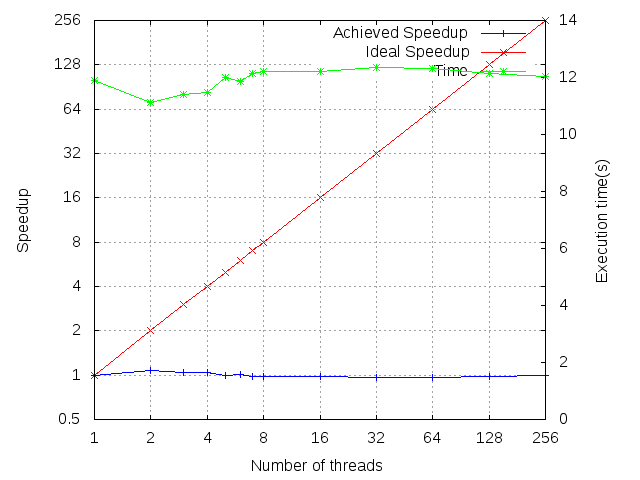 256
128
64
32
16
8
4
2
1
0.5
Speedup
Achieved Speedup
Ideal Speedup
Time
14
12
10
8
6
4
2
0
Execution time(s)
1 2 4 8 16 32 64 128 256
Number of threads